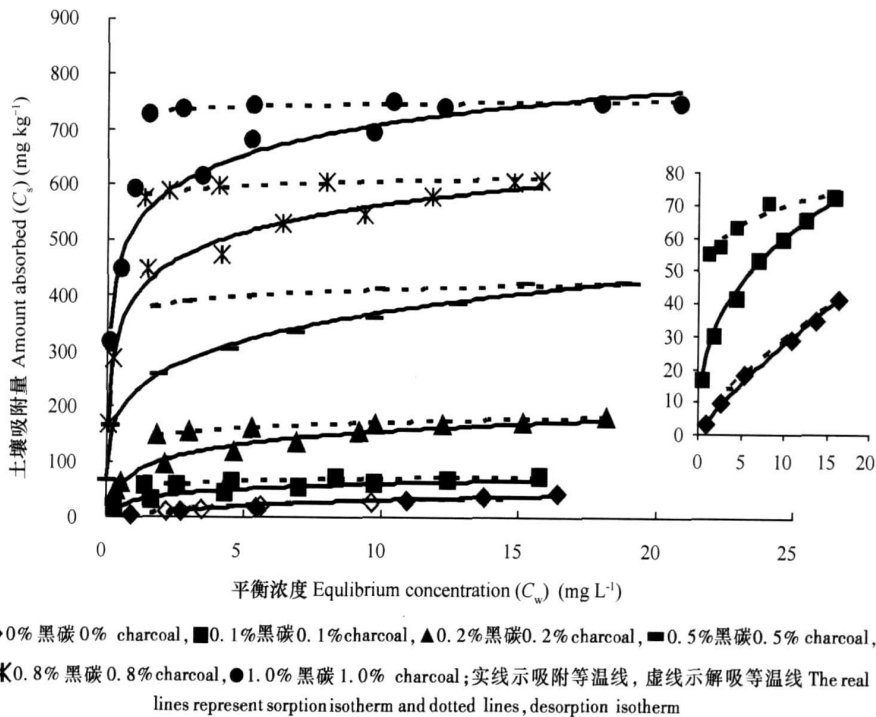 900
800
700
600
500
400
300
200
100
0
土壤吸附量 Amount absorbed (Cs) (mg kg-1)
0 5 10 15 20 25
80
70
60
50
40
30
20
10
0
0 5 10 15 20
平衡浓度 Equlibrium concentration (Cw) (mg L-1)
0%黑碳0% charcoal, ■0.1%黑碳0.1%charcoal, ▲0.2%黑碳0.2%charcoal, ━0.5%黑碳0.5% charcoal,
0.8%黑碳0.8%charcoal, ●1.0%黑碳1.0% charcoal;实线示吸附等温线, 虚线示解吸等温线 The real
lines represent sorption isotherm and dotted lines, desorption isotherm